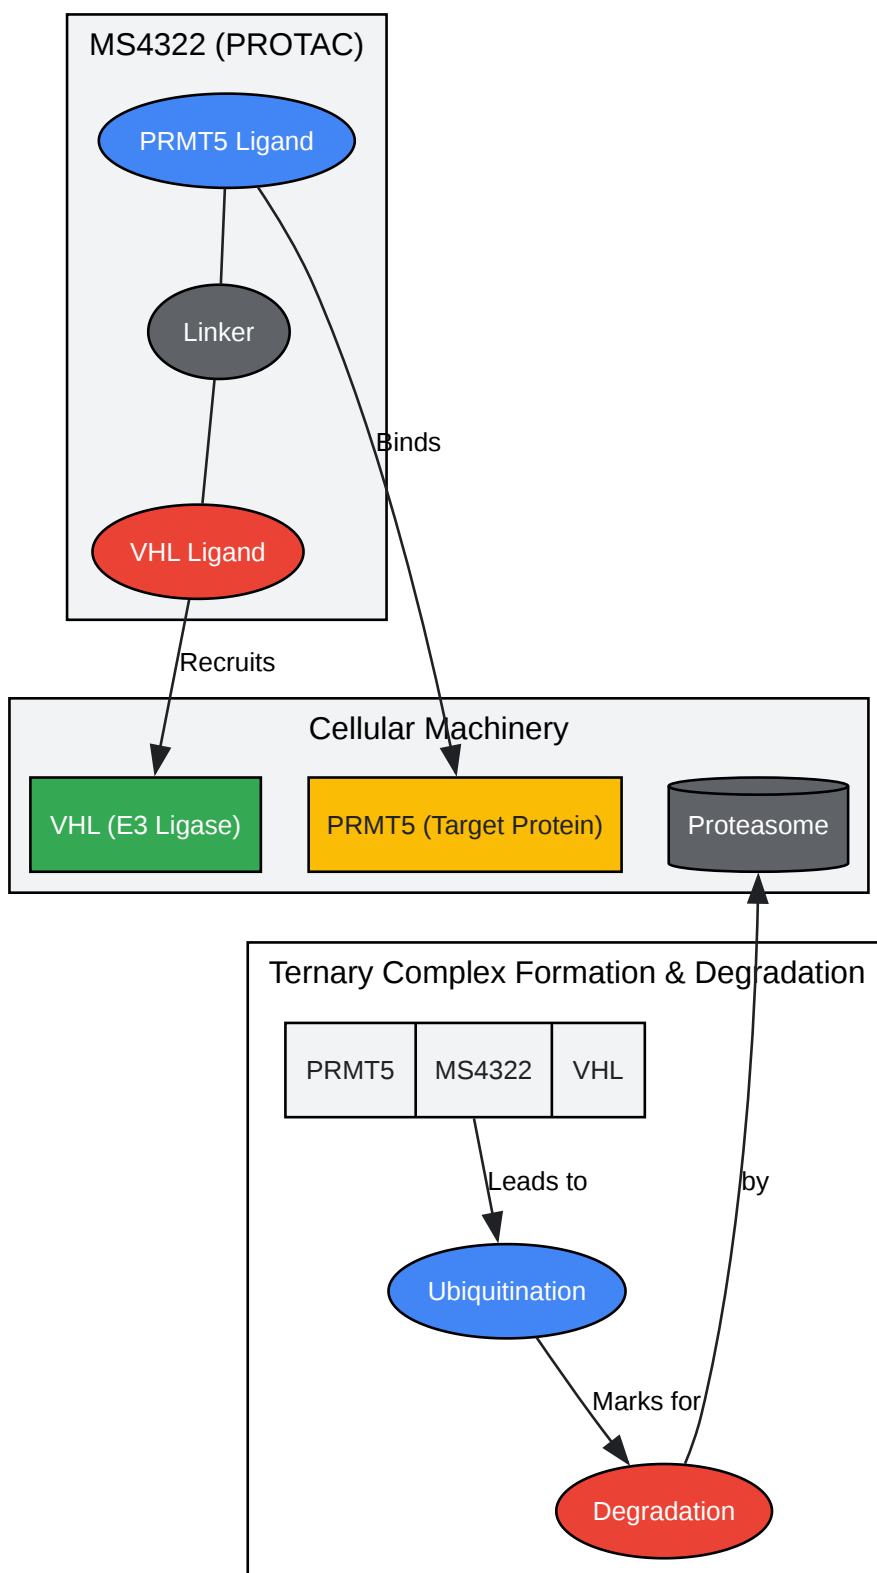 MS4322 (PROTAC)
PRMT5 Ligand
Linker
Binds
VHL Ligand
Recruits
Cellular Machinery
VHL (E3 Ligase)
PRMT5 (Target Protein)
Proteasome
Ternary Complex Formation & Degradation
PRMT5
MS4322
VHL
Leads to
by
Ubiquitination
Marks for
Degradation